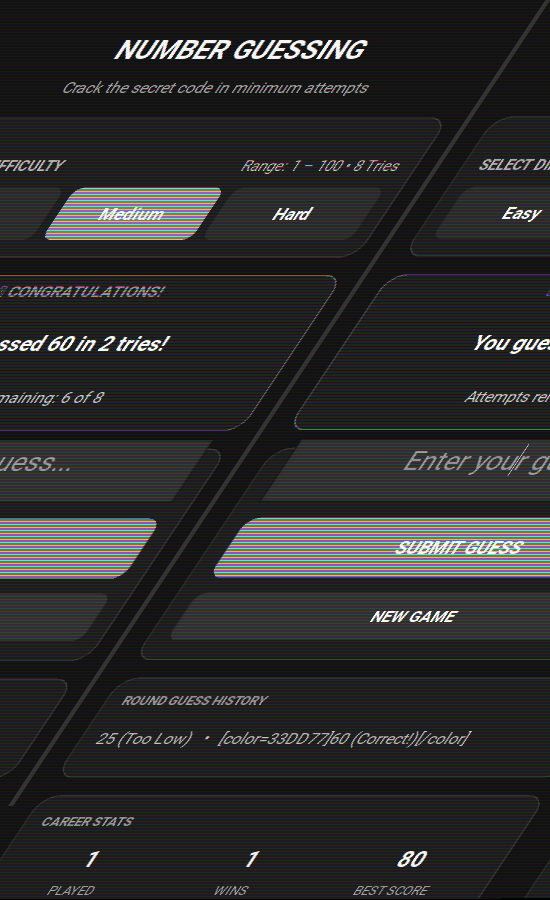 NUMBER GUESSING
Crack the secret code in minimum attempts
FFICULTY Range: 1 – 100 • 8 Tries SELECT DI
Medium Hard Easy
CONGRATULATIONS!
ssed 60 in 2 tries! You gues
maining: 6 of 8 Attempts re
uess... Enter your gu
SUBMIT GUESS
NEW GAME
ROUND GUESS HISTORY
25 (Too Low) • [color=33DD77]60 (Correct!)[/color]
CAREER STATS
1 1 80
PLAYED WINS BEST SCORE